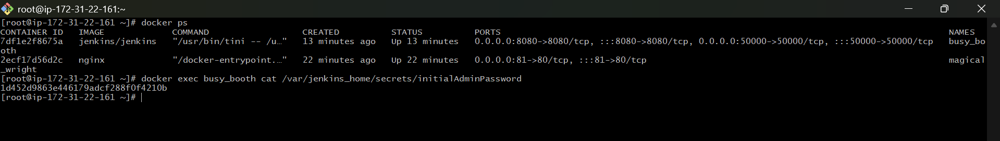 root@ip-172-31-22-161:~
[root@ip-172-31-22-161 ~]# docker ps
CONTAINER ID   IMAGE             COMMAND                  CREATED          STATUS          PORTS                                                                                      NAMES
7df1e2f8675a   jenkins/jenkins   "/usr/bin/tini -- /u…"   13 minutes ago   Up 13 minutes   0.0.0.0:8080->8080/tcp, :::8080->8080/tcp, 0.0.0.0:50000->50000/tcp, :::50000->50000/tcp   busy_bo
oth
2ecf17d56d2c   nginx             "/docker-entrypoint.…"   22 minutes ago   Up 22 minutes   0.0.0.0:81->80/tcp, :::81->80/tcp                                                          magical
_wright
[root@ip-172-31-22-161 ~]# docker exec busy_booth cat /var/jenkins_home/secrets/initialAdminPassword
1d452d9863e446179adcf288f0f4210b
[root@ip-172-31-22-161 ~]#